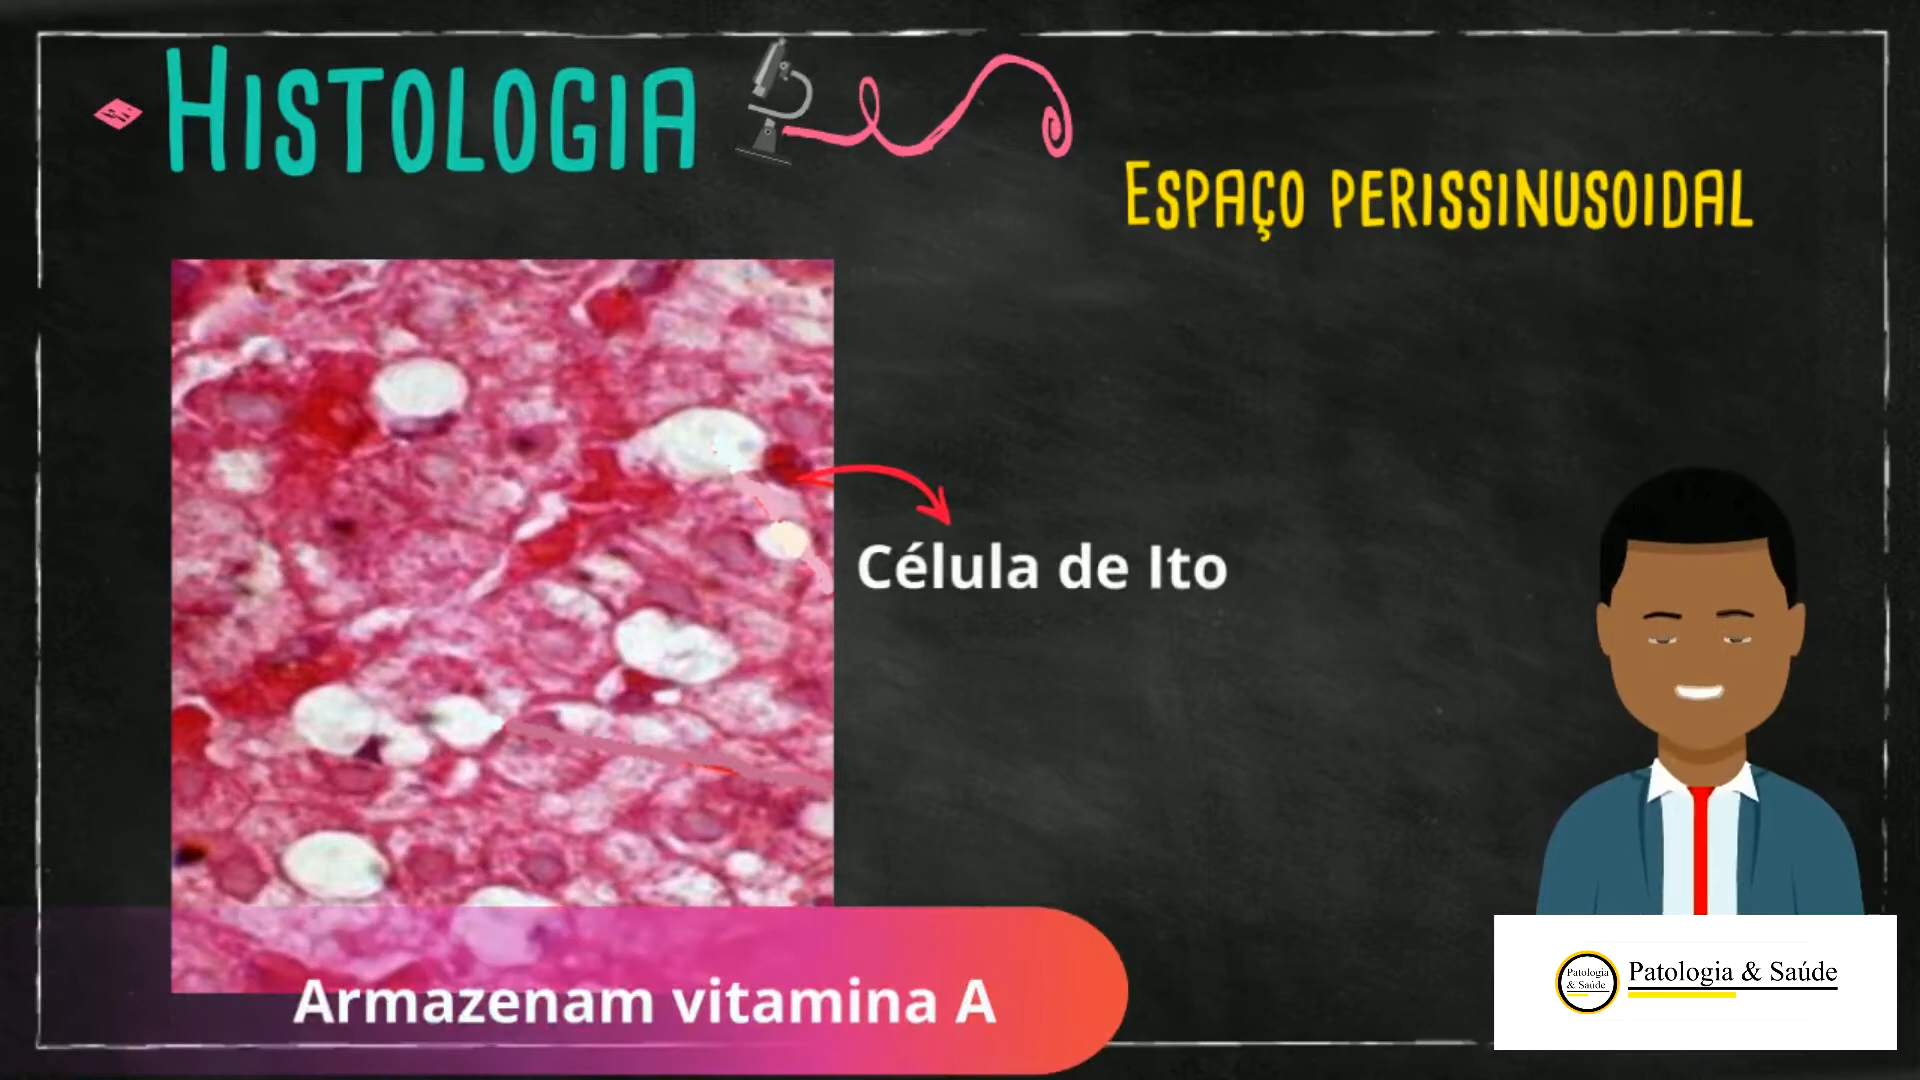 Histologia
Espaço perissinusoidal
Célula de Ito
Armazenam vitamina A
Patologia
& Saúde
Patologia & Saúde